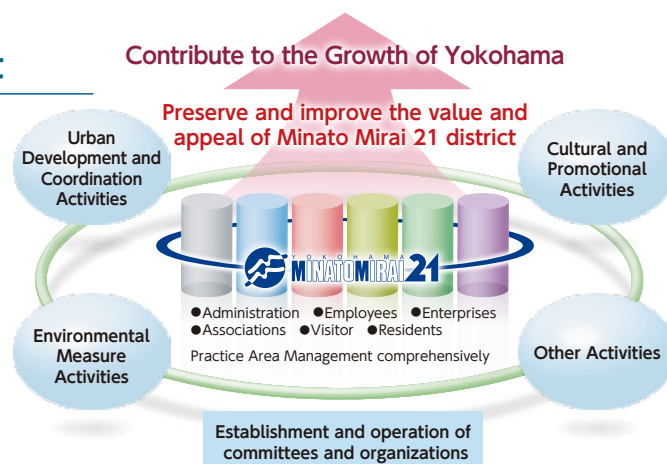 Contribute to the Growth of Yokohama
Preserve and improve the value and
appeal of Minato Mirai 21 district
Urban
Development and
Coordination
Activities
Cultural and
Promotional
Activities
YOKOHAMA
MINATOMIRAI 21
●Administration ●Employees ●Enterprises
●Associations ●Visitor ●Residents
Practice Area Management comprehensively
Environmental
Measure
Activities
Other Activities
Establishment and operation of
committees and organizations